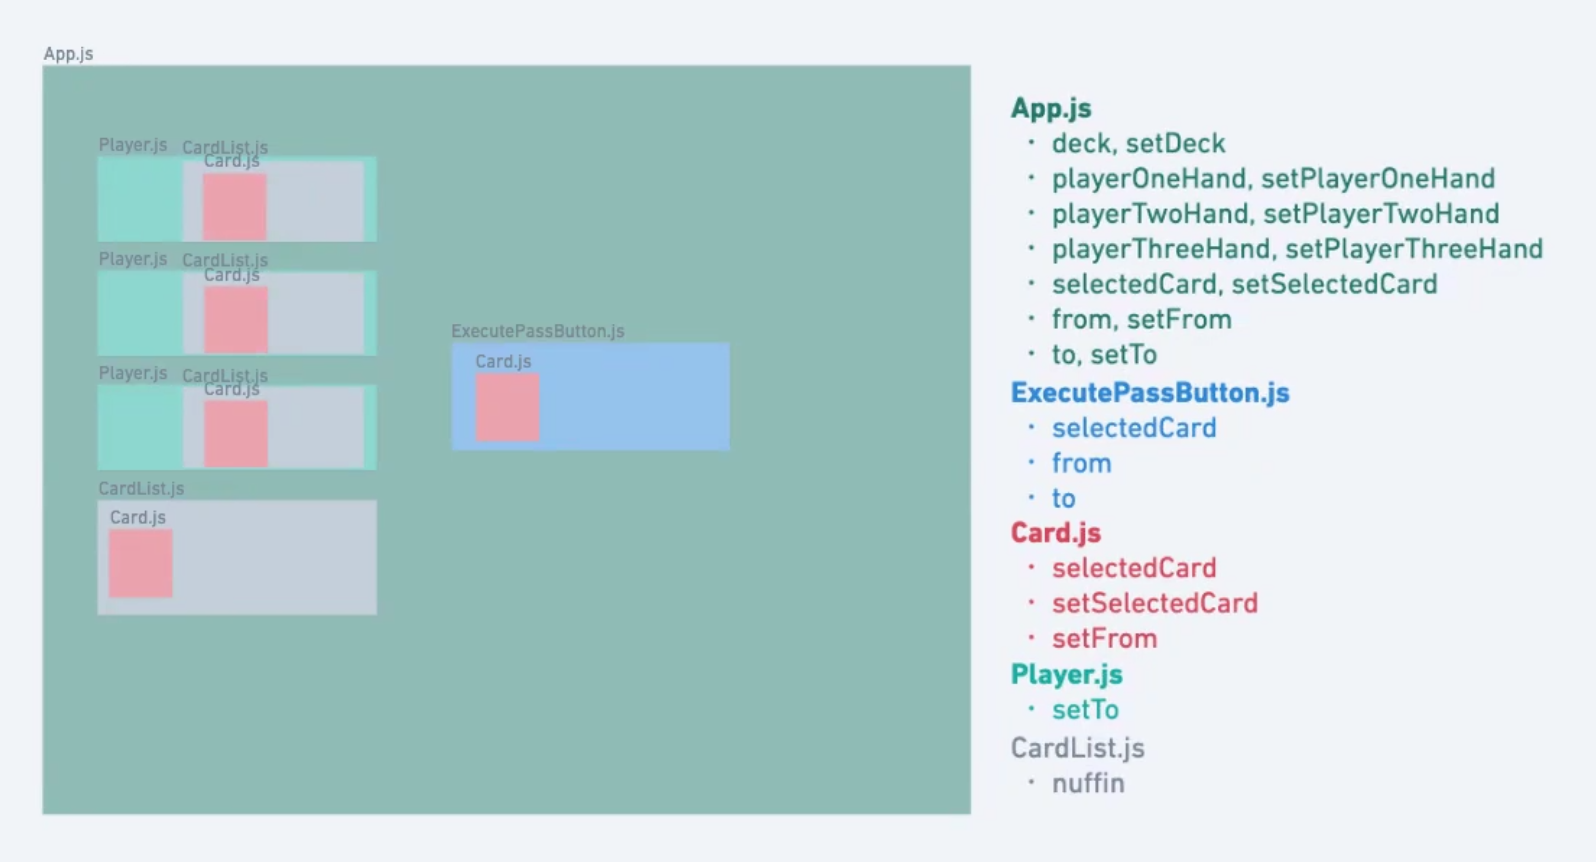 App.js
Player.js CardList.js
Card.js
Player.js CardList.js
Card.js
Player.js CardList.js
Card.js
CardList.js
Card.js
ExecutePassButton.js
Card.js
App.js
· deck, setDeck
· playerOneHand, setPlayerOneHand
· playerTwoHand, setPlayerTwoHand
· playerThreeHand, setPlayerThreeHand
· selectedCard, setSelectedCard
· from, setFrom
· to, setTo
ExecutePassButton.js
· selectedCard
· from
· to
Card.js
· selectedCard
· setSelectedCard
· setFrom
Player.js
· setTo
CardList.js
· nuffin